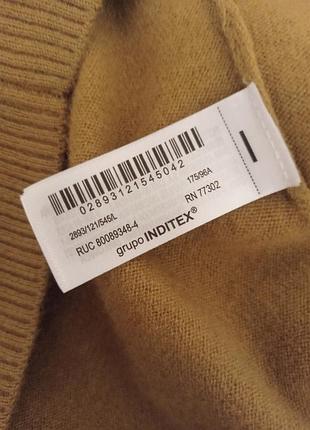 02893121545042
2893/121/545/L 175/96A
RUC 80089348-4 RN 77302
grupo INDITEX®